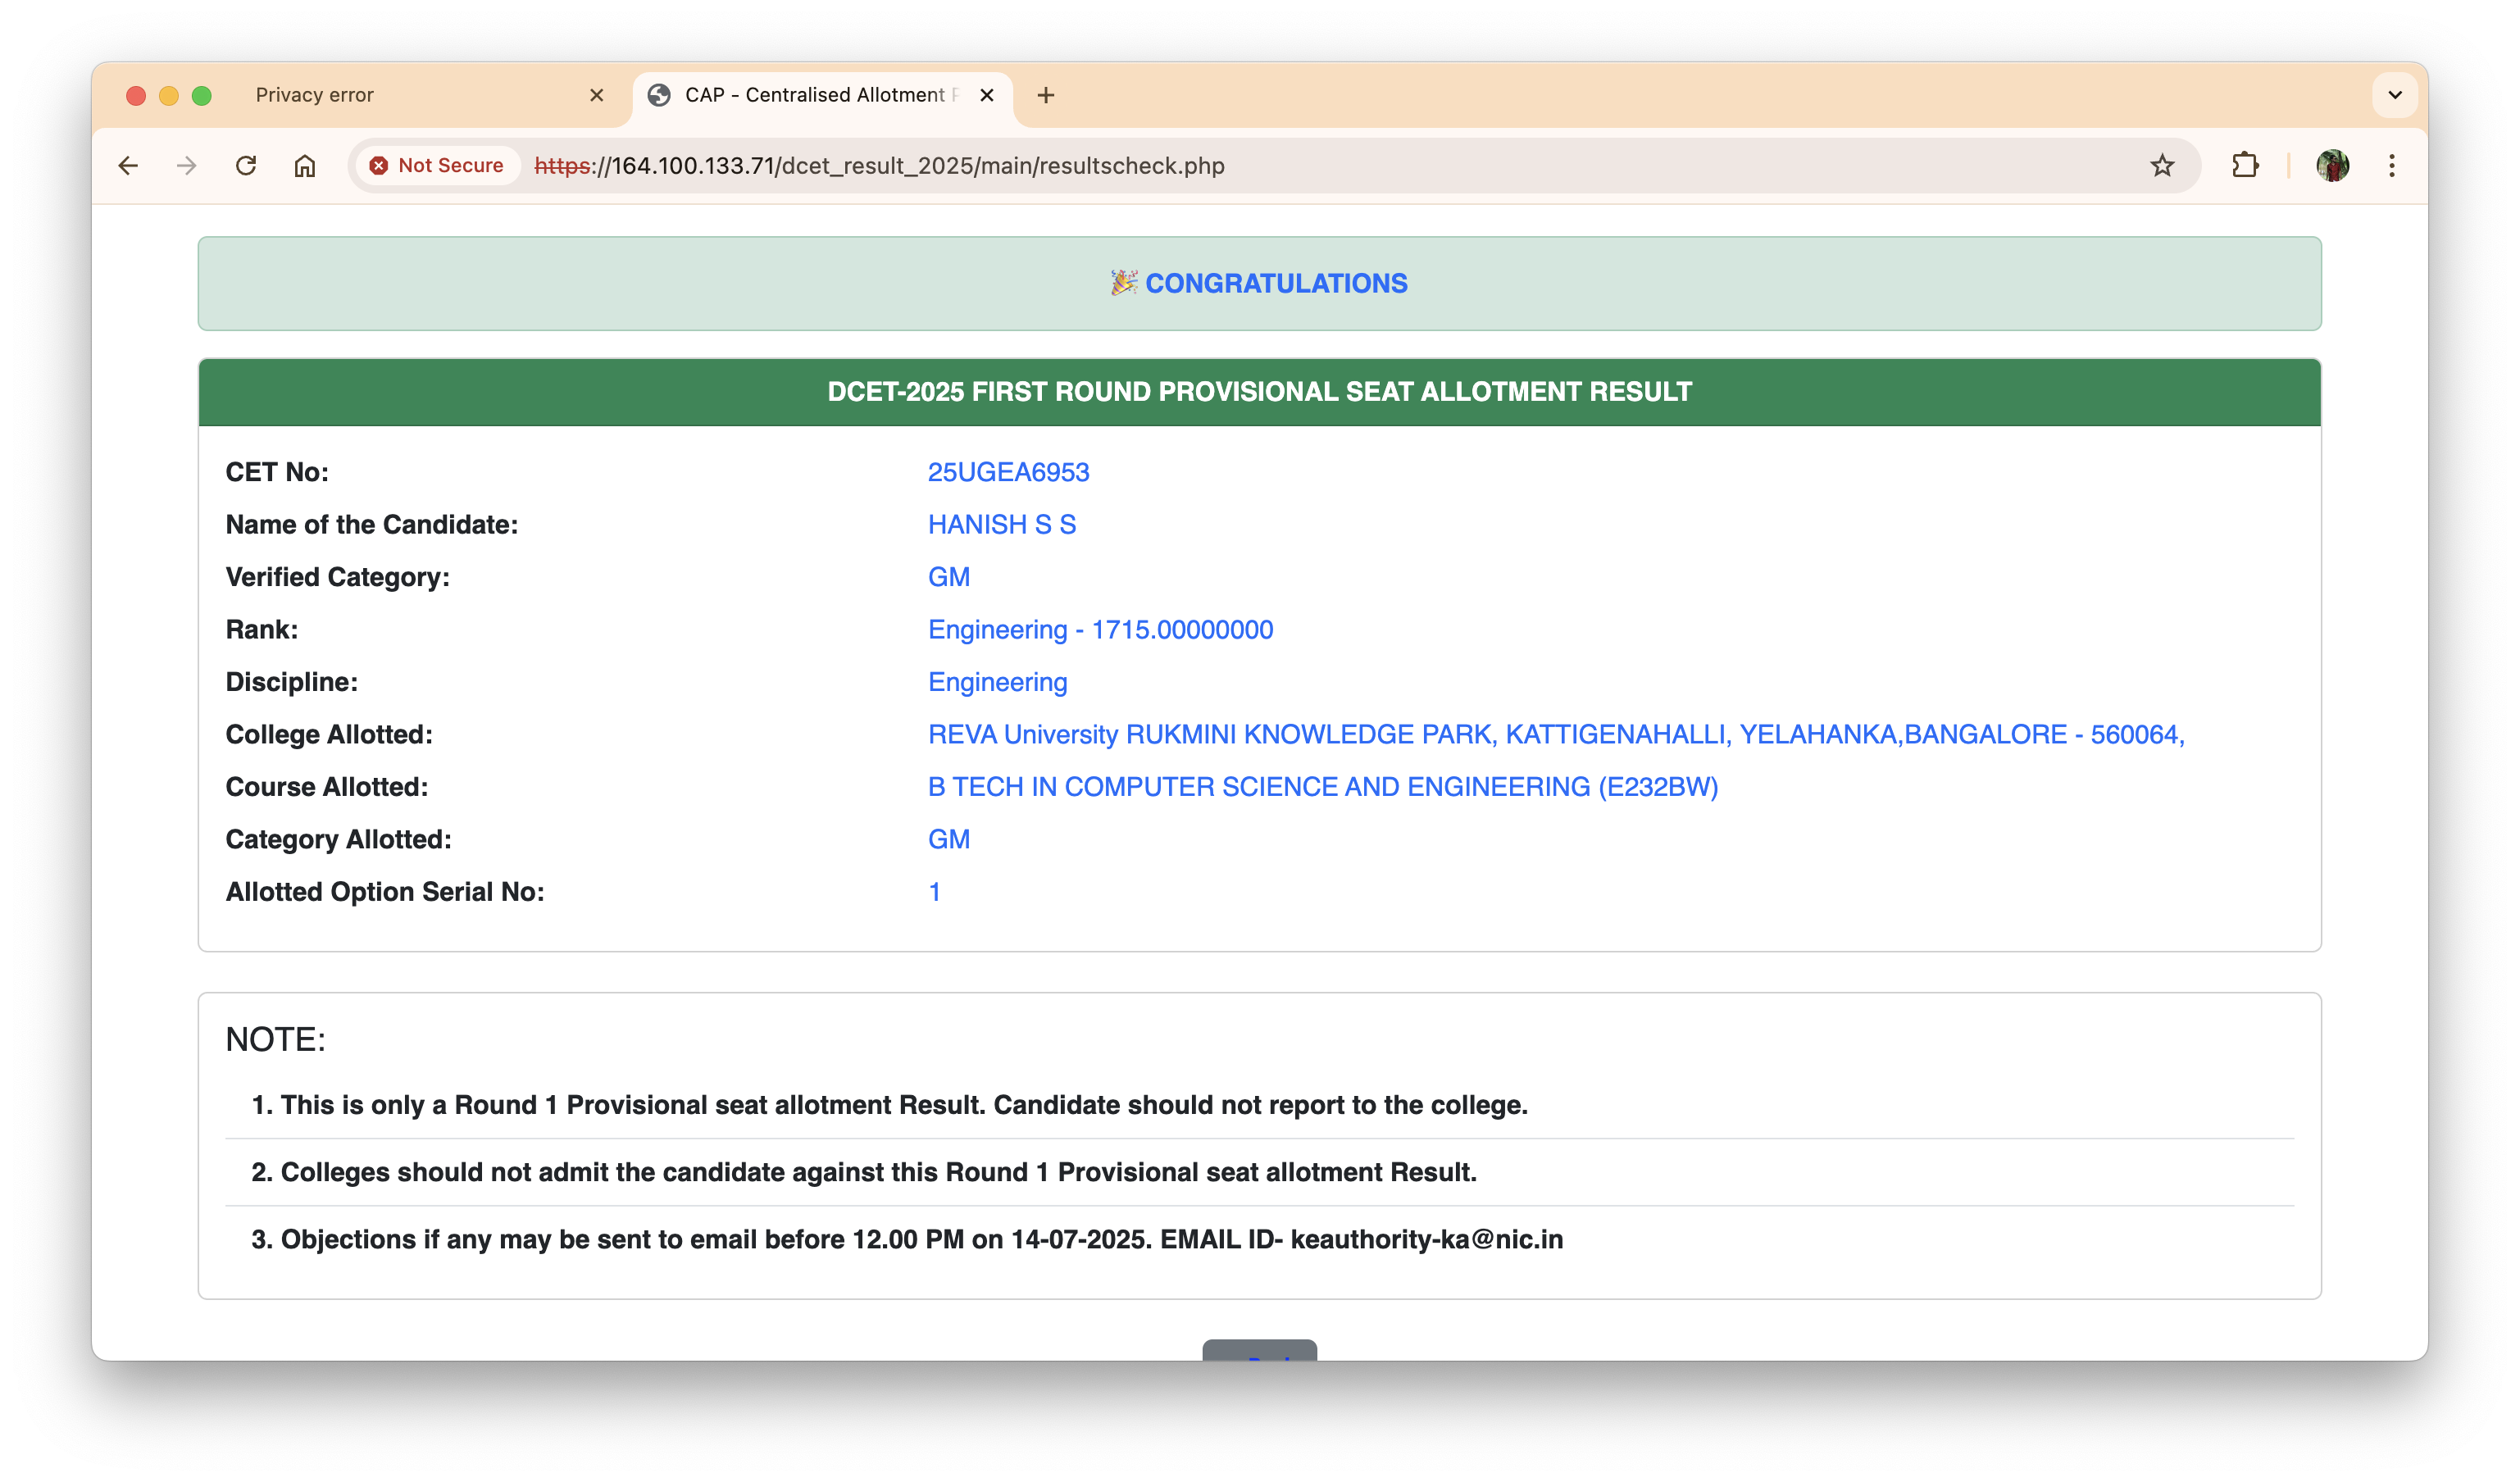 Privacy error
CAP - Centralised Allotment
Not Secure https://164.100.133.71/dcet_result_2025/main/resultscheck.php
🎉 CONGRATULATIONS
DCET-2025 FIRST ROUND PROVISIONAL SEAT ALLOTMENT RESULT
CET No: 25UGEA6953
Name of the Candidate: HANISH S S
Verified Category: GM
Rank: Engineering - 1715.00000000
Discipline: Engineering
College Allotted: REVA University RUKMINI KNOWLEDGE PARK, KATTIGENAHALLI, YELAHANKA,BANGALORE - 560064,
Course Allotted: B TECH IN COMPUTER SCIENCE AND ENGINEERING (E232BW)
Category Allotted: GM
Allotted Option Serial No: 1
NOTE:
1. This is only a Round 1 Provisional seat allotment Result. Candidate should not report to the college.
2. Colleges should not admit the candidate against this Round 1 Provisional seat allotment Result.
3. Objections if any may be sent to email before 12.00 PM on 14-07-2025. EMAIL ID- keauthority-ka@nic.in